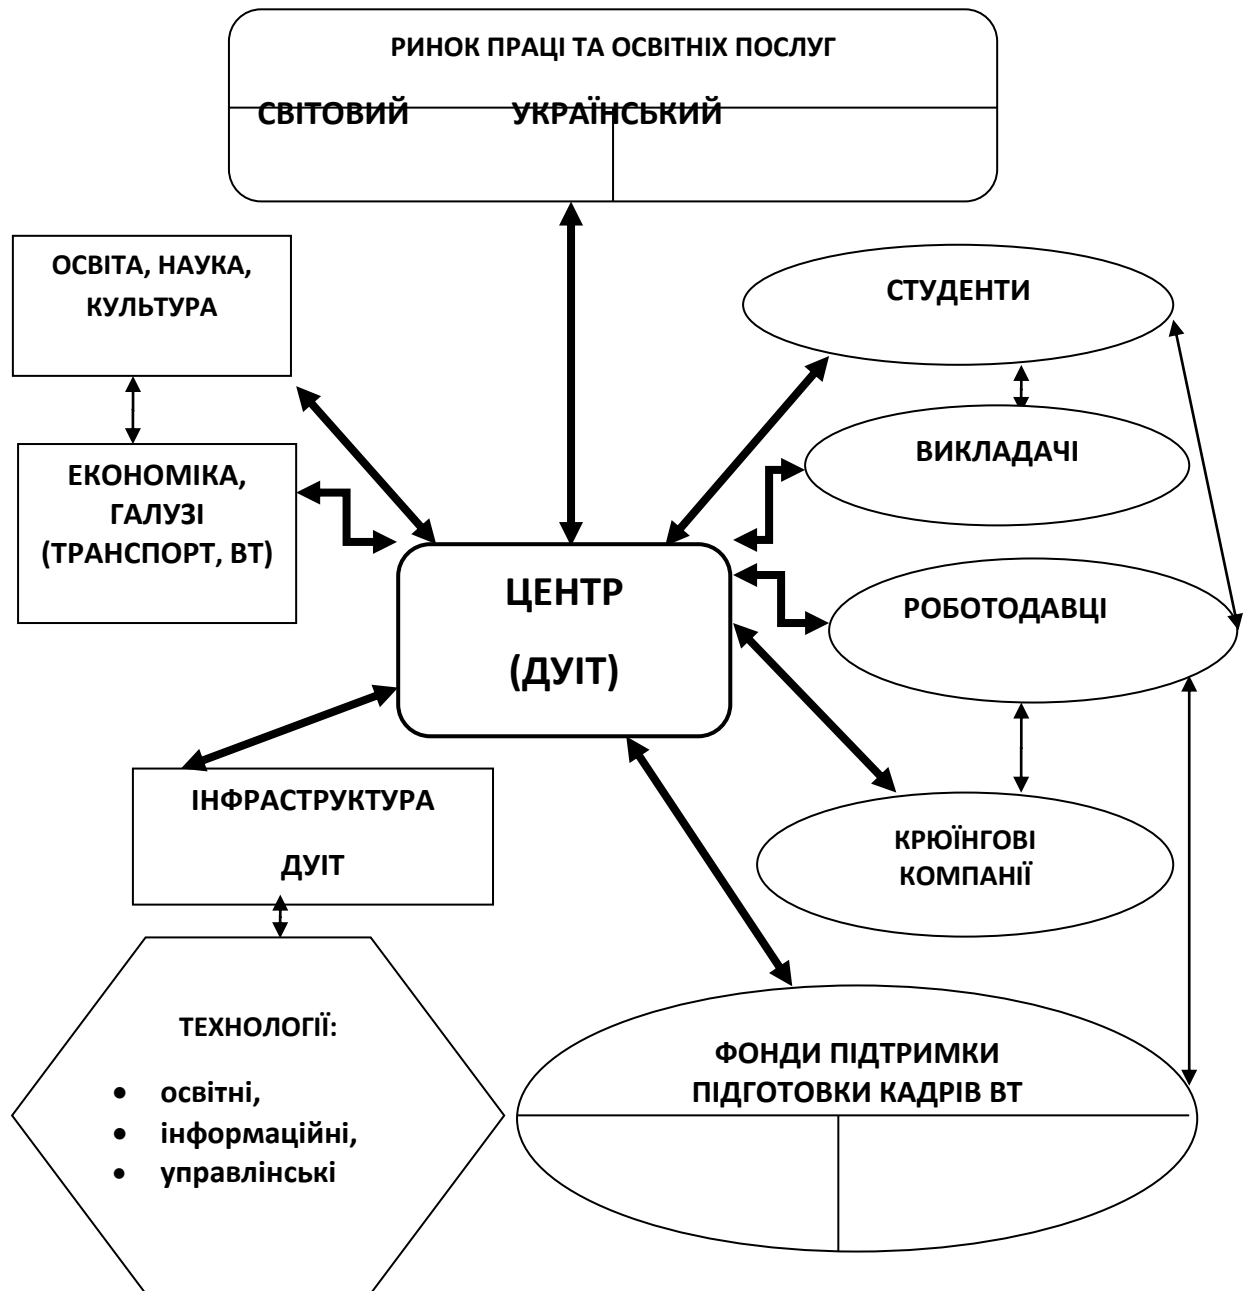 РИНОК ПРАЦІ ТА ОСВІТНІХ ПОСЛУГ
СВІТОВИЙ УКРАЇНСЬКИЙ
ОСВІТА, НАУКА,
КУЛЬТУРА
СТУДЕНТИ
ВИКЛАДАЧІ
ЕКОНОМІКА,
ГАЛУЗІ
(ТРАНСПОРТ, ВТ)
ЦЕНТР
(ДУІТ)
РОБОТОДАВЦІ
ІНФРАСТРУКТУРА
ДУІТ
КРЮЇНГОВІ
КОМПАНІЇ
ТЕХНОЛОГІЇ:
• освітні,
• інформаційні,
• управлінські
ФОНДИ ПІДТРИМКИ
ПІДГОТОВКИ КАДРІВ ВТ